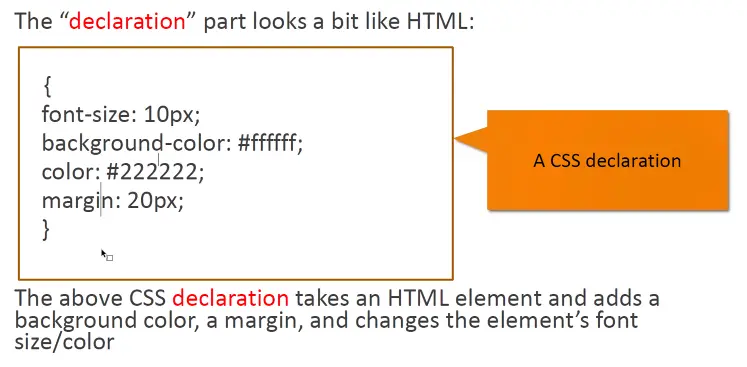 The “declaration” part looks a bit like HTML:
{
font-size: 10px;
background-color: #ffffff;
color: #222222;
margin: 20px;
}
A CSS declaration
The above CSS declaration takes an HTML element and adds a
background color, a margin, and changes the element’s font
size/color